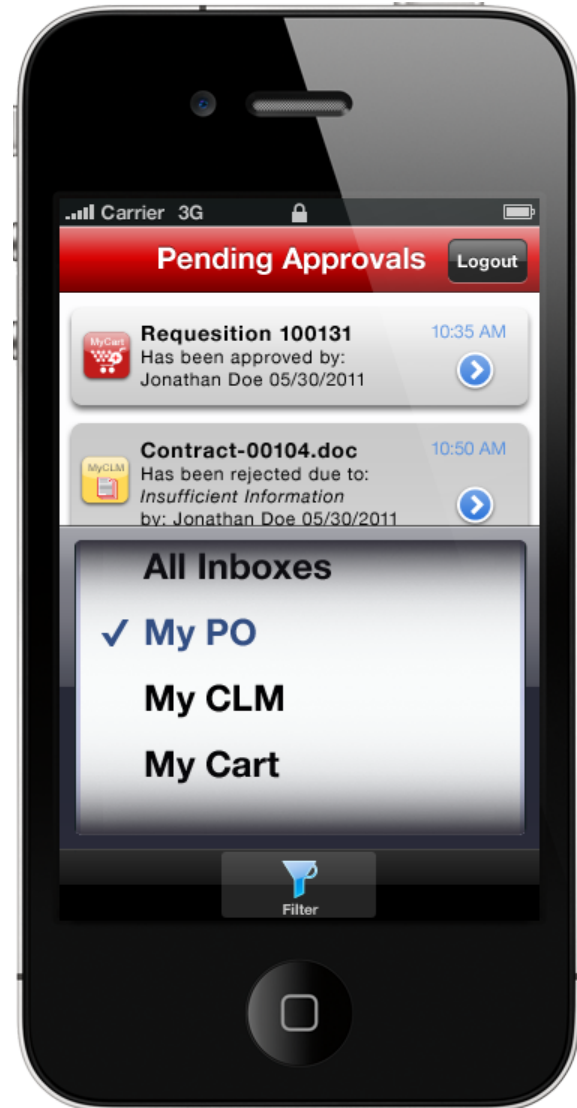 Carrier 3G
Pending Approvals
Logout
MyCart
Requesition 100131
10:35 AM
Has been approved by:
Jonathan Doe 05/30/2011
MyCLM
Contract-00104.doc
10:50 AM
Has been rejected due to:
Insufficient Information
by: Jonathan Doe 05/30/2011
All Inboxes
✓ My PO
My CLM
My Cart
Filter